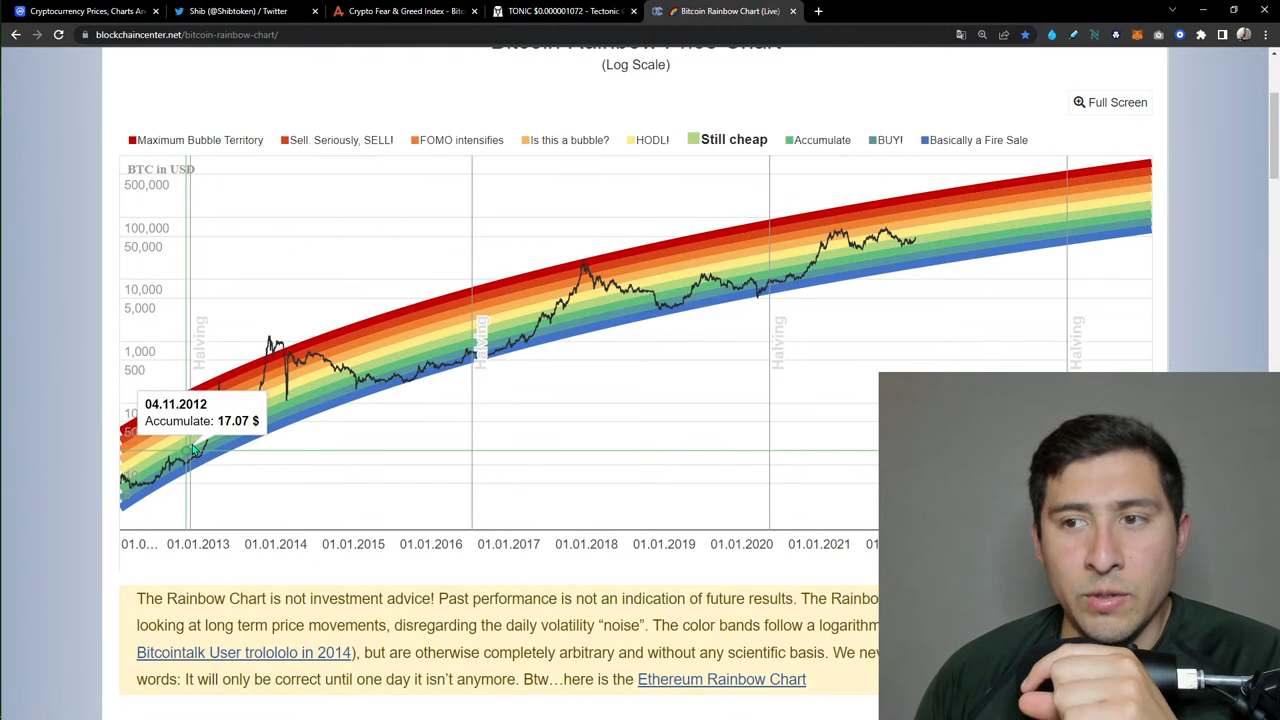 Cryptocurrency Prices, Charts An
Shib (@Shibtoken) / Twitter
Crypto Fear & Greed Index - Bitc
TONIC $0.000001072 - Tectonic
Bitcoin Rainbow Chart (Live)
blockchaincenter.net/bitcoin-rainbow-chart/
Bitcoin Rainbow Price Chart
(Log Scale)
Full Screen
Maximum Bubble Territory Sell. Seriously, SELL! FOMO intensifies Is this a bubble? HODL! Still cheap Accumulate BUY! Basically a Fire Sale
BTC in USD
500,000
100,000
50,000
10,000
5,000
1,000
500
Halving
Halving
Halving
Halving
04.11.2012
Accumulate: 17.07 $
01.0… 01.01.2013 01.01.2014 01.01.2015 01.01.2016 01.01.2017 01.01.2018 01.01.2019 01.01.2020 01.01.2021
The Rainbow Chart is not investment advice! Past performance is not an indication of future results. The Rainbo
looking at long term price movements, disregarding the daily volatility “noise”. The color bands follow a logarithm
Bitcointalk User trolololo in 2014), but are otherwise completely arbitrary and without any scientific basis. We nev
words: It will only be correct until one day it isn’t anymore. Btw…here is the Ethereum Rainbow Chart